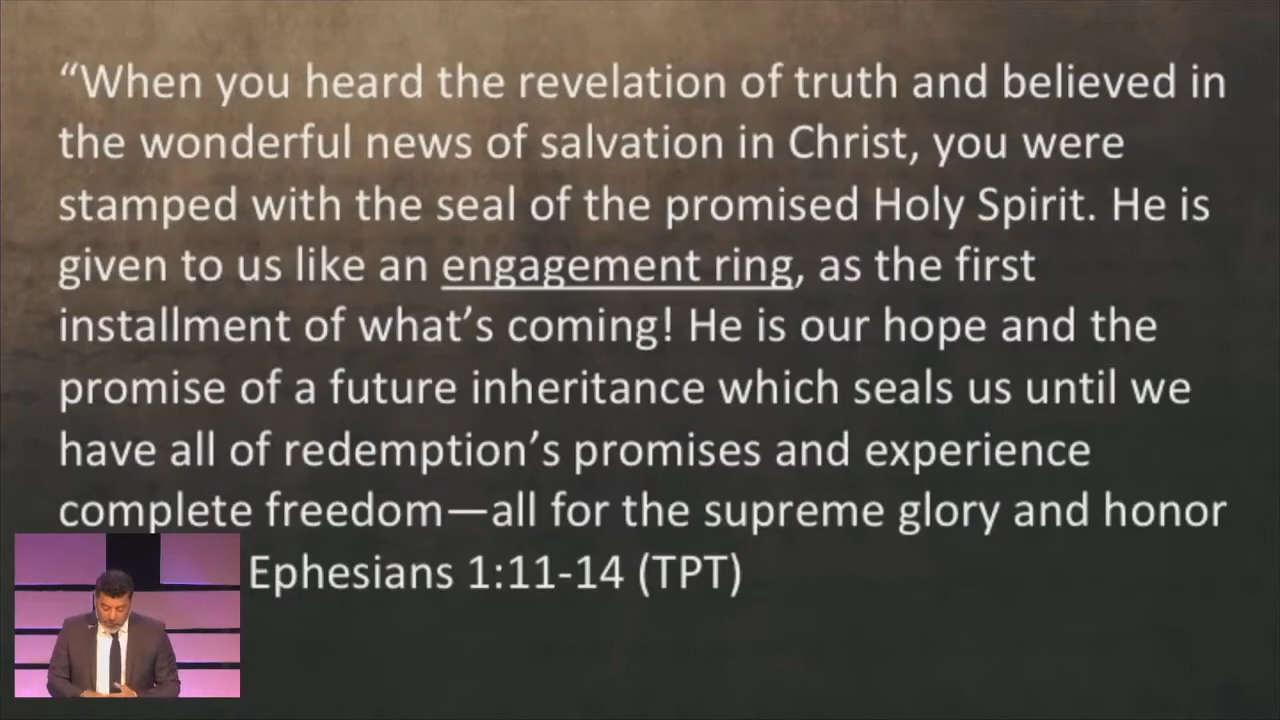 “When you heard the revelation of truth and believed in
the wonderful news of salvation in Christ, you were
stamped with the seal of the promised Holy Spirit. He is
given to us like an engagement ring, as the first
installment of what’s coming! He is our hope and the
promise of a future inheritance which seals us until we
have all of redemption’s promises and experience
complete freedom—all for the supreme glory and honor
Ephesians 1:11-14 (TPT)